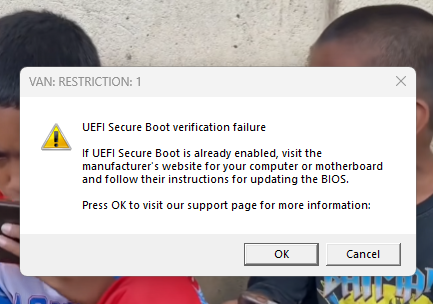 VAN: RESTRICTION: 1
UEFI Secure Boot verification failure
If UEFI Secure Boot is already enabled, visit the
manufacturer's website for your computer or motherboard
and follow their instructions for updating the BIOS.
Press OK to visit our support page for more information:
OK
Cancel